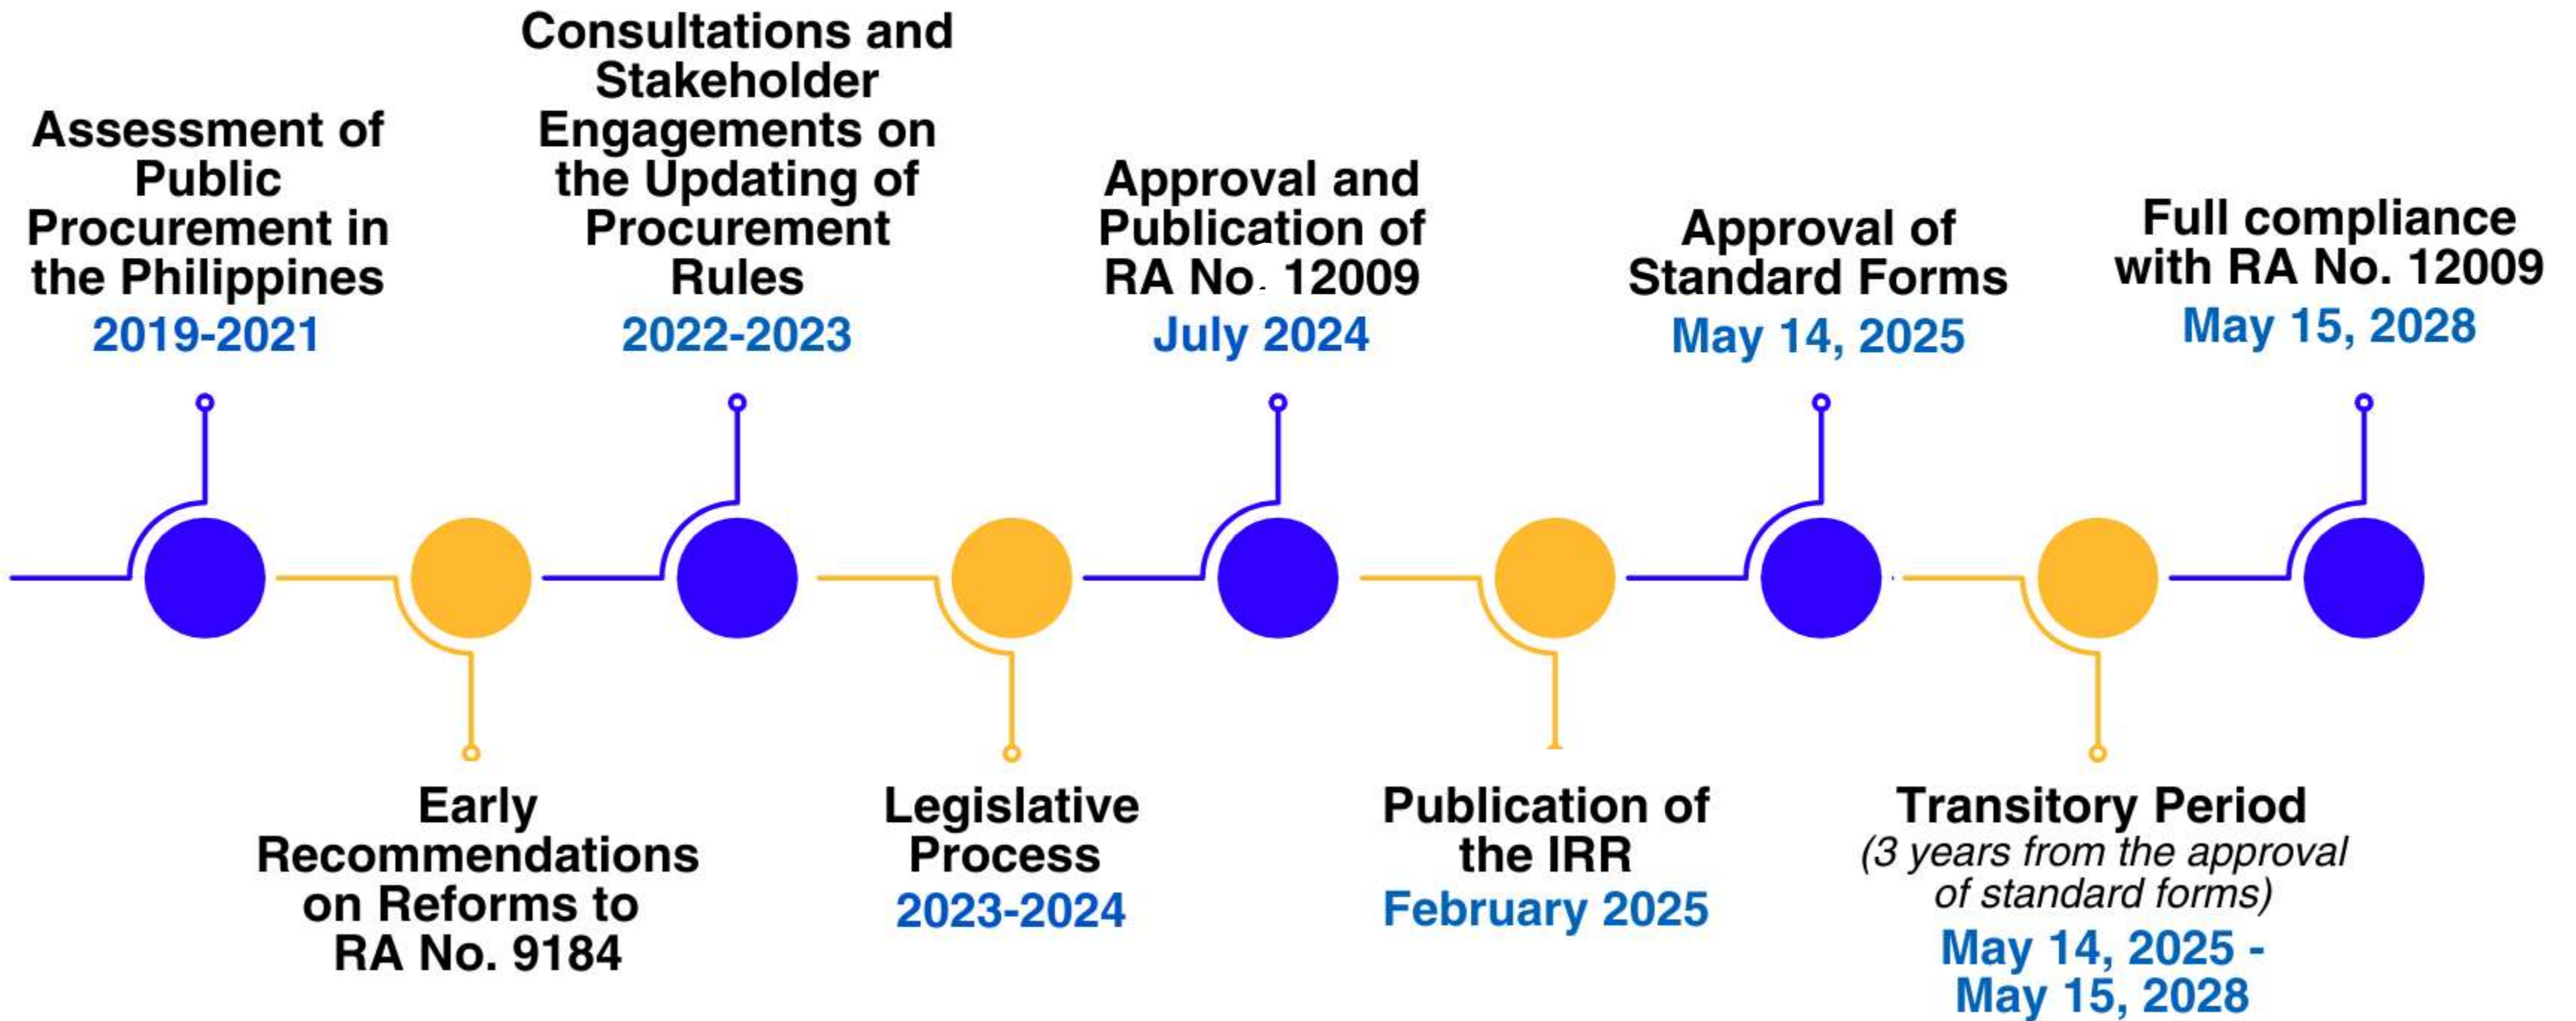 Assessment of
Public
Procurement in
the Philippines
2019-2021
Early
Recommendations
on Reforms to
RA No. 9184
Consultations and
Stakeholder
Engagements on
the Updating of
Procurement
Rules
2022-2023
Legislative
Process
2023-2024
Approval and
Publication of
RA No. 12009
July 2024
Publication of
the IRR
February 2025
Approval of
Standard Forms
May 14, 2025
Transitory Period
(3 years from the approval
of standard forms)
May 14, 2025 -
May 15, 2028
Full compliance
with RA No. 12009
May 15, 2028